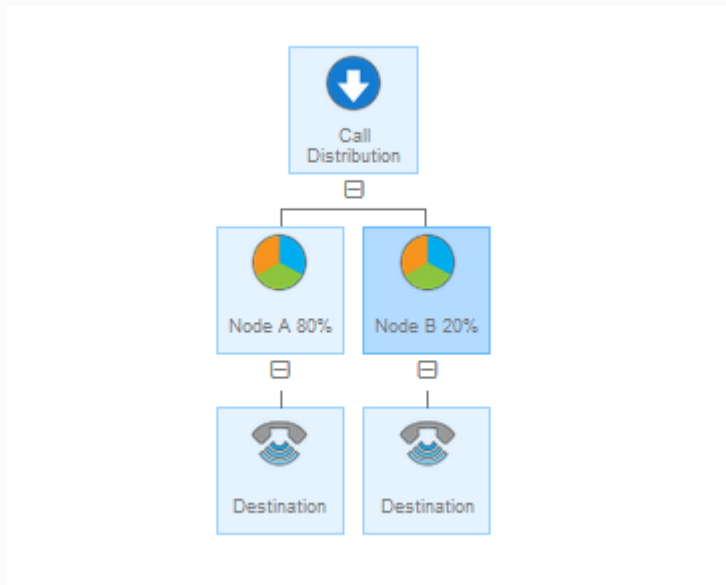 Call
Distribution
Node A 80%
Node B 20%
Destination
Destination